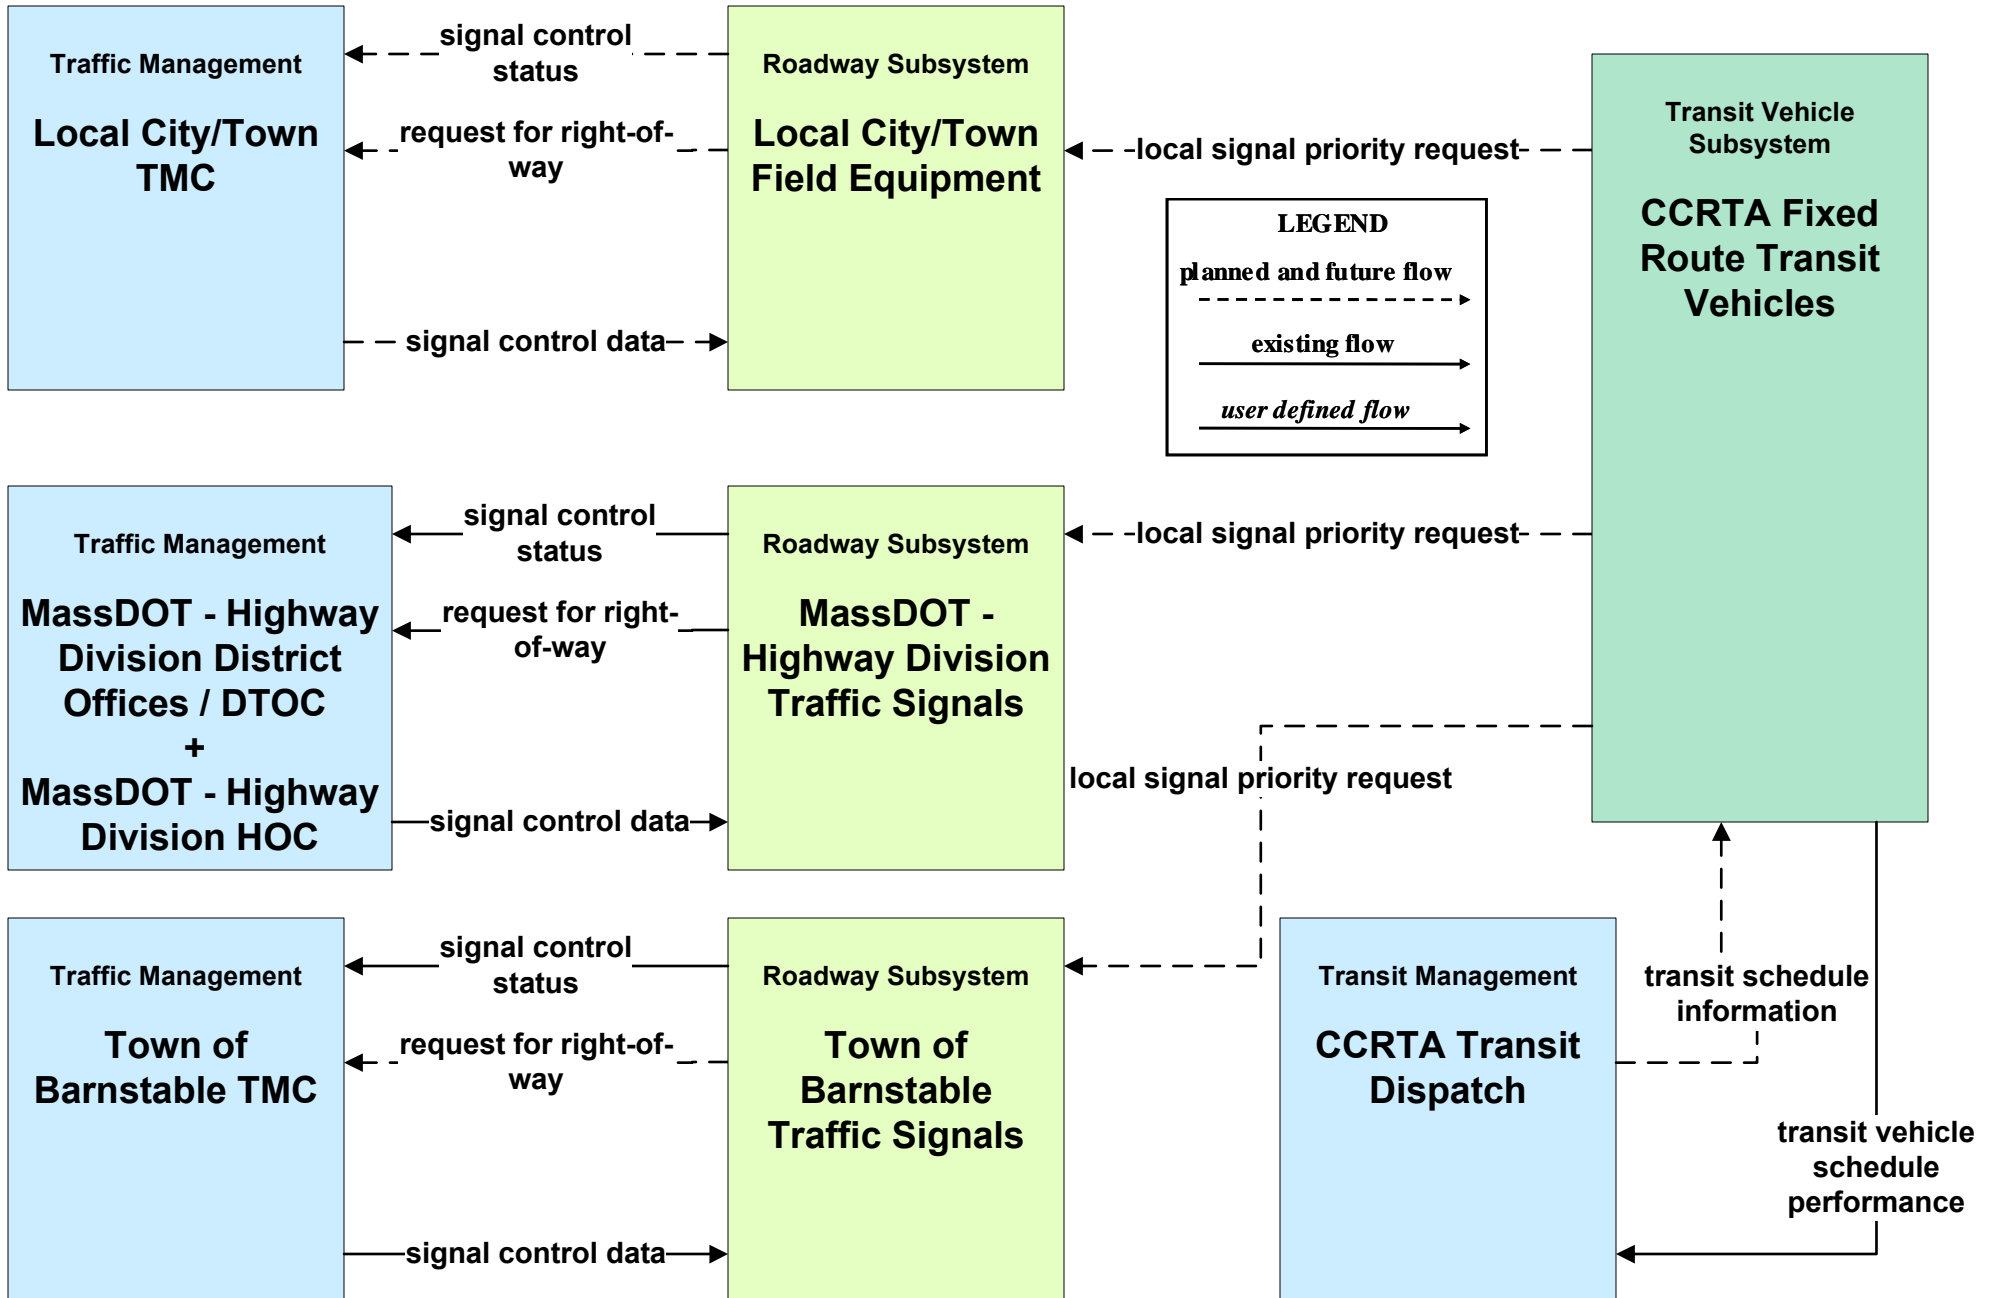 Traffic Management
Local City/Town
TMC
signal control
status
request for right-of-
way
signal control data
Roadway Subsystem
Local City/Town
Field Equipment
local signal priority request
LEGEND
planned and future flow
existing flow
user defined flow
Transit Vehicle
Subsystem
CCRTA Fixed
Route Transit
Vehicles
Traffic Management
MassDOT - Highway
Division District
Offices / DTOC
+
MassDOT - Highway
Division HOC
signal control
status
request for right-
of-way
signal control data
Roadway Subsystem
MassDOT -
Highway Division
Traffic Signals
local signal priority request
local signal priority request
Traffic Management
Town of
Barnstable TMC
signal control
status
request for right-of-
way
signal control data
Roadway Subsystem
Town of
Barnstable
Traffic Signals
Transit Management
CCRTA Transit
Dispatch
transit schedule
information
transit vehicle
schedule
performance